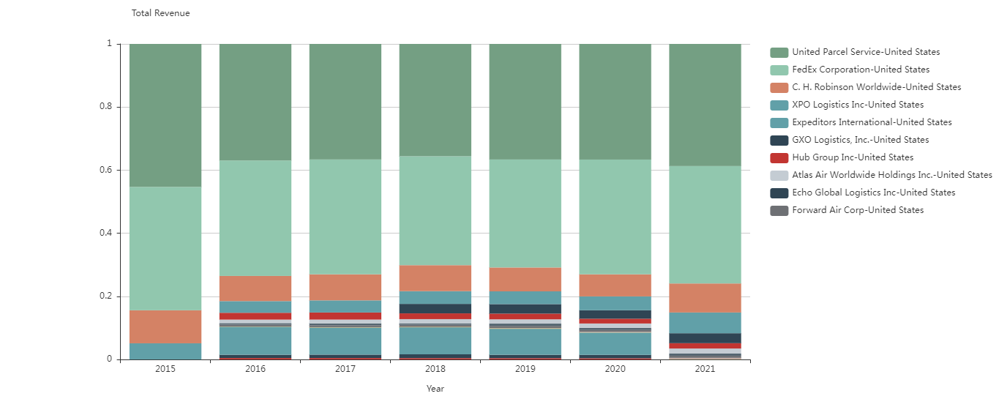 Total Revenue
1
0.8
0.6
0.4
0.2
0
2015
2016
2017
2018
2019
2020
2021
Year
United Parcel Service-United States
FedEx Corporation-United States
C. H. Robinson Worldwide-United States
XPO Logistics Inc-United States
Expeditors International-United States
GXO Logistics, Inc.-United States
Hub Group Inc-United States
Atlas Air Worldwide Holdings Inc.-United States
Echo Global Logistics Inc-United States
Forward Air Corp-United States